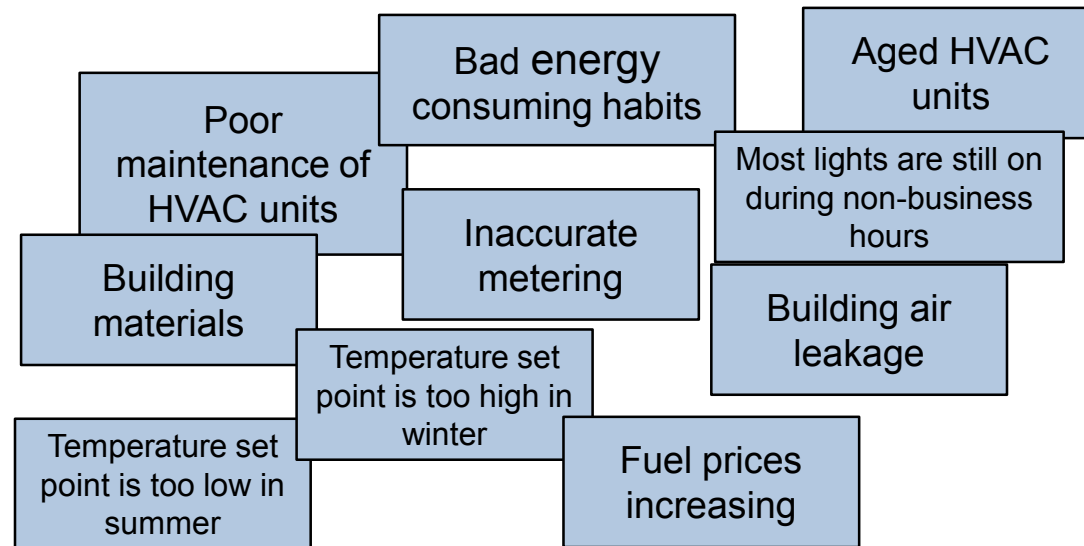 Bad energy
consuming habits
Aged HVAC
units
Poor
maintenance of
HVAC units
Most lights are still on
during non-business
hours
Inaccurate
metering
Building
materials
Building air
leakage
Temperature set
point is too high in
winter
Temperature set
point is too low in
summer
Fuel prices
increasing